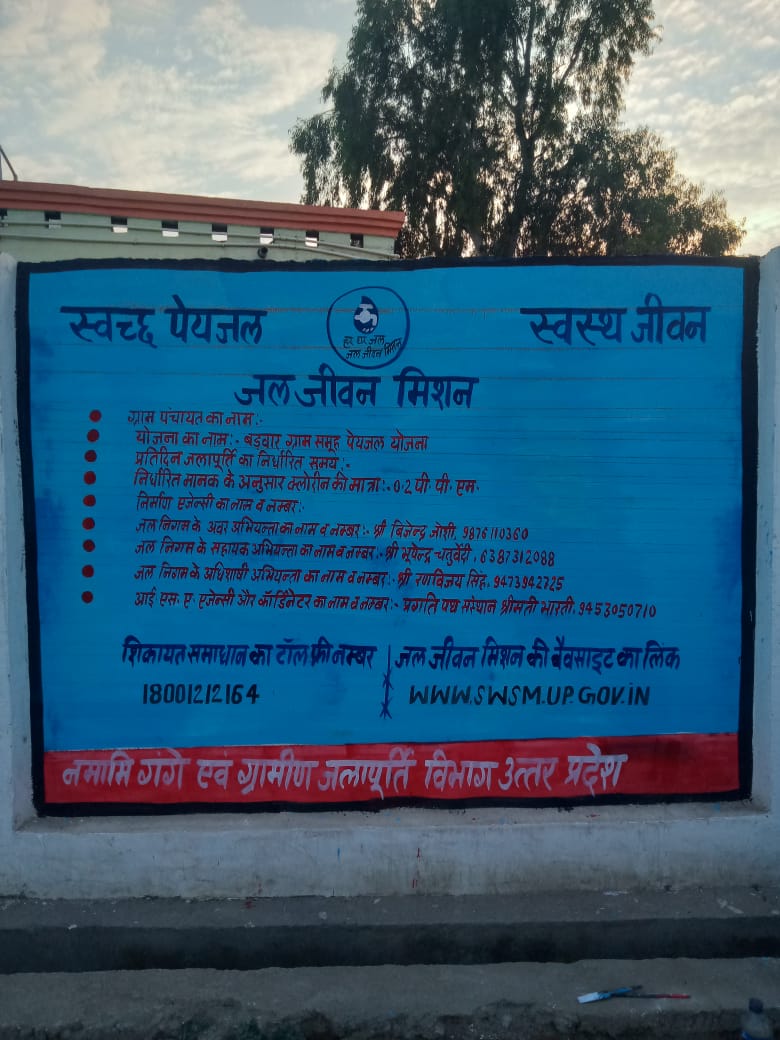 स्वच्छ पेयजल
हर घर जल
जल जीवन मिशन
स्वस्थ जीवन
जल जीवन मिशन
ग्राम पंचायत का नाम:-
योजना का नाम:- बड़वार ग्राम समूह पेयजल योजना
प्रतिदिन जलापूर्ति का निर्धारित समय:-
निर्धारित मानक के अनुसार क्लोरीन की मात्रा:- 0.2 पी. पी. एम.
निर्माण एजेन्सी का नाम व नम्बर:
जल निगम के अवर अभियन्ता का नाम व नम्बर:- श्री बिजेन्द्र जोशी, 9876110360
जल निगम के सहायक अभियन्ता का नाम व नम्बर:- श्री भूपेन्द्र चतुर्वेदी, 6387312088
जल निगम के अधिशाषी अभियन्ता का नाम व नम्बर:- श्री रणविजय सिंह, 9473942725
आई. एस. ए. एजेन्सी और कॉर्डिनेटर का नाम व नम्बर:- प्रगति पथ संस्थान श्रीमती भारती, 9453050710
शिकायत समाधान का टॉल फ्री नम्बर
18001212164
जल जीवन मिशन की बैवसाइट का लिंक
WWW.SWSM.UP.GOV.iN
नमामि गंगे एवं ग्रामीण जलापूर्ति विभाग उत्तर प्रदेश